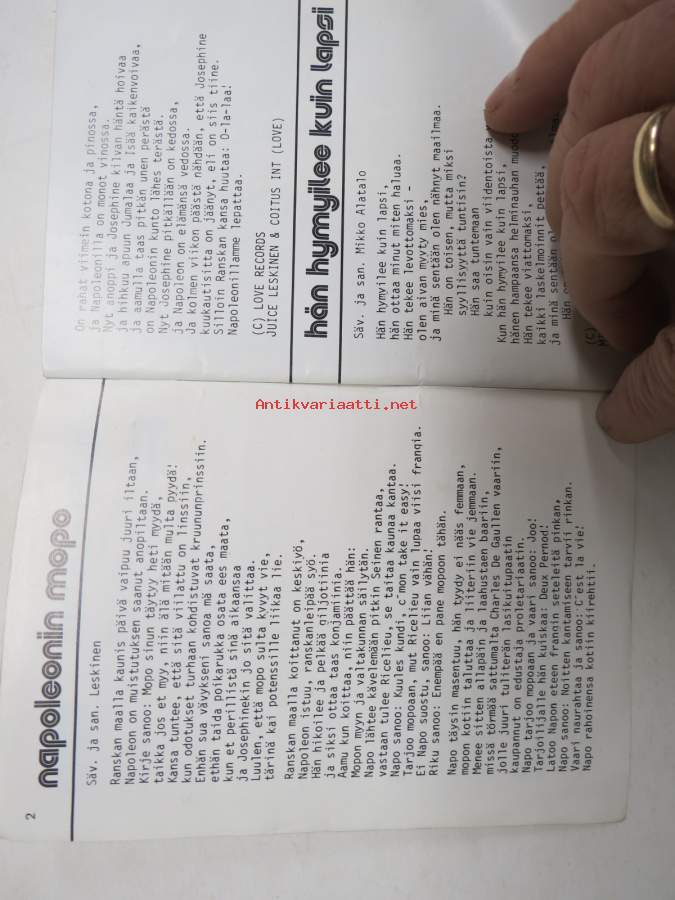 2
napoleonin mopo
Säv. ja san. Leskinen
Ranskan maalla kaunis päivä vaipuu juuri iltaan,
Napoleon on muistutuksen saanut anopiltaan.
Kirje sanoo: Mopo sinun täytyy heti myydä,
taikka jos et myy, niin älä mitään multa pyydä!
Kansa tuntee, että sitä viilattu on linssiin,
kun odotukset turhaan kohdistuvat kruununprinssiin.
Enhän sua vävykseni sanoa mä saata,
ethän taida poikarukka osata ees maata,
kun et perillistä sinä aikaansaa
ja Josephinekin jo sitä valittaa.
Luulen, että mopo sulta kyvyt vie,
tärinä kai potenssille liikaa lie.
Ranskan maalla koittanut on keskiyö,
Napoleon istuu, ranskanleipää syö.
Hän hikoilee ja pelkää giljotiinia
ja siksi ottaa taas konjamiinia.
Aamu kun koittaa, niin päättää hän:
Mopon myyn ja valtakunnan säilytän.
Napo lähtee kävelemään pitkin Seinen rantaa,
vastaan tulee Ricelieu, se taitaa kaunaa kantaa.
Napo sanoo: Kuules kundi, c'mon take it easy!
Tarjoo mopoaan, mut Ricelieu vain lupaa viisi frangia.
Ei Napo suostu, sanoo: Liian vähän!
Riku sanoo: Enempää en pane mopoon tähän.
Napo täysin masentuu, hän tyydy ei nääs femmaan,
mopon kotiin taluttaa ja liiteriin vie jemmaan.
Menee sitten allapäin ja laahustaen baariin,
missä törmää sattumalta Charles De Gaullen vaariin,
jolle juuri tuliterän lasikuitupaatin
kaupannut on edustaja proletariaatin.
Napo tarjoo mopoaan ja vaari sanoo: Joo!
Tarjoilijalle hän kuiskaa: Deux Pernod!
Latoo Napon eteen frangin seteleitä pinkan,
Napo sanoo: Noitten kantamiseen tarvii rinkan.
Vaari naurahtaa ja sanoo: C'est la vie!
Napo rahoinensa kotiin kiirehtii.
On rahat viimein kotona ja pinossa,
ja Napoleonilla on monot vinossa.
Nyt anoppi ja Josephine kilvan häntä hoivaa
ja hihkuu apuun Jumalaa ja Isää kaikenvoivaa,
ja aamulla taas pitkän unen perästä
on Napoleonin kunto lähes terästä.
Nyt Josephine pitkällään on kedossa,
ja Napoleon on elämänsä vedossa.
Ja kolmen viikon päästä nähdään, että Josephine
kuukautisitta on jäänyt, eli on siis tiine.
Silloin Ranskan kansa huutaa: O-la-laa!
Napoleonillamme lepattaa.
(C) LOVE RECORDS
JUICE LESKINEN & COITUS INT (LOVE)
hän hymyilee kuin lapsi
Säv. ja san. Mikko Alatalo
Hän hymyilee kuin lapsi,
hän ottaa minut miten haluaa.
Hän tekee levottomaksi -
olen aivan myyty mies,
ja minä sentään olen nähnyt maailmaa.
Hän on toisen, mutta miksi
syyllisyyttä tuntisin?
Hän saa tuntemaan
kuin oisin vain viidentoista
Kun hän hymyilee kuin lapsi,
hänen hampaansa helminauhan
Hän tekee viattomaksi,
kaikki laskelmoinnit pettää,
ja minä sentään
Hän
(C)
Antikvariaatti.net